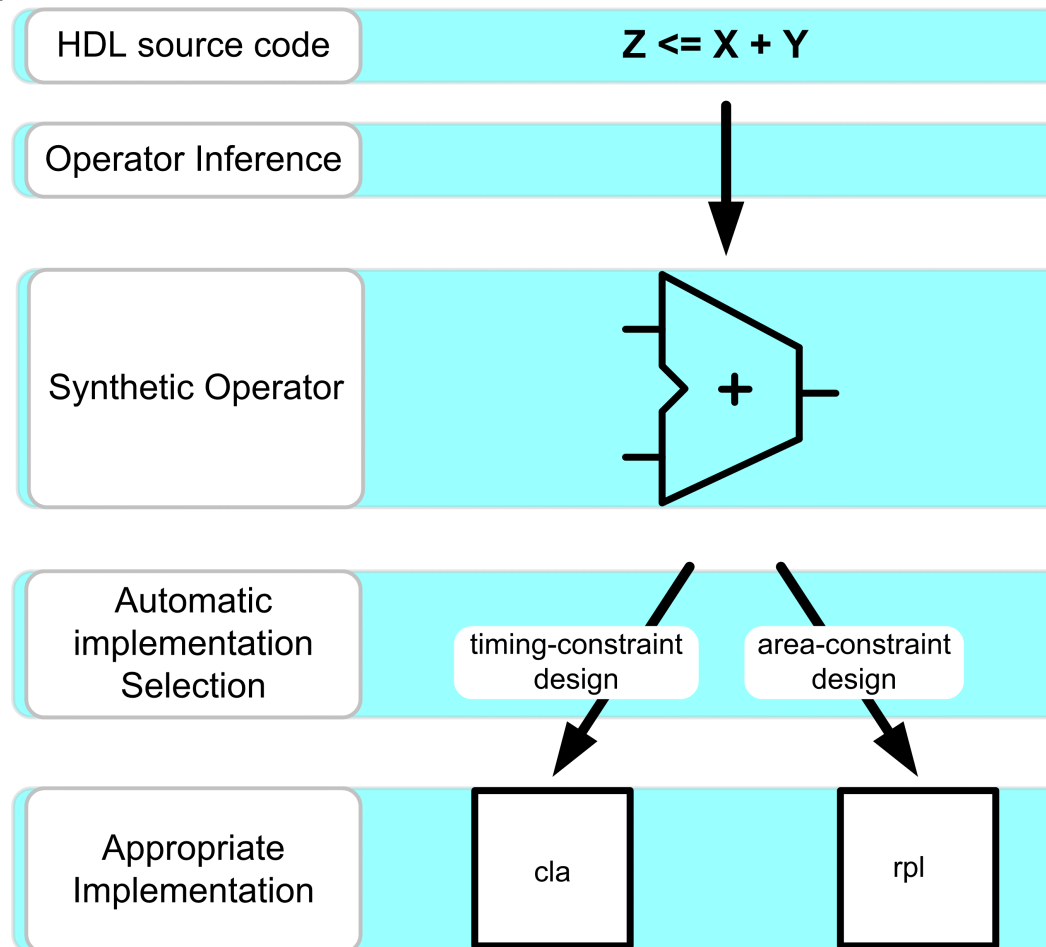 HDL source code
Z <= X + Y
Operator Inference
Synthetic Operator
+
Automatic
implementation
Selection
timing-constraint
design
area-constraint
design
Appropriate
Implementation
cla
rpl